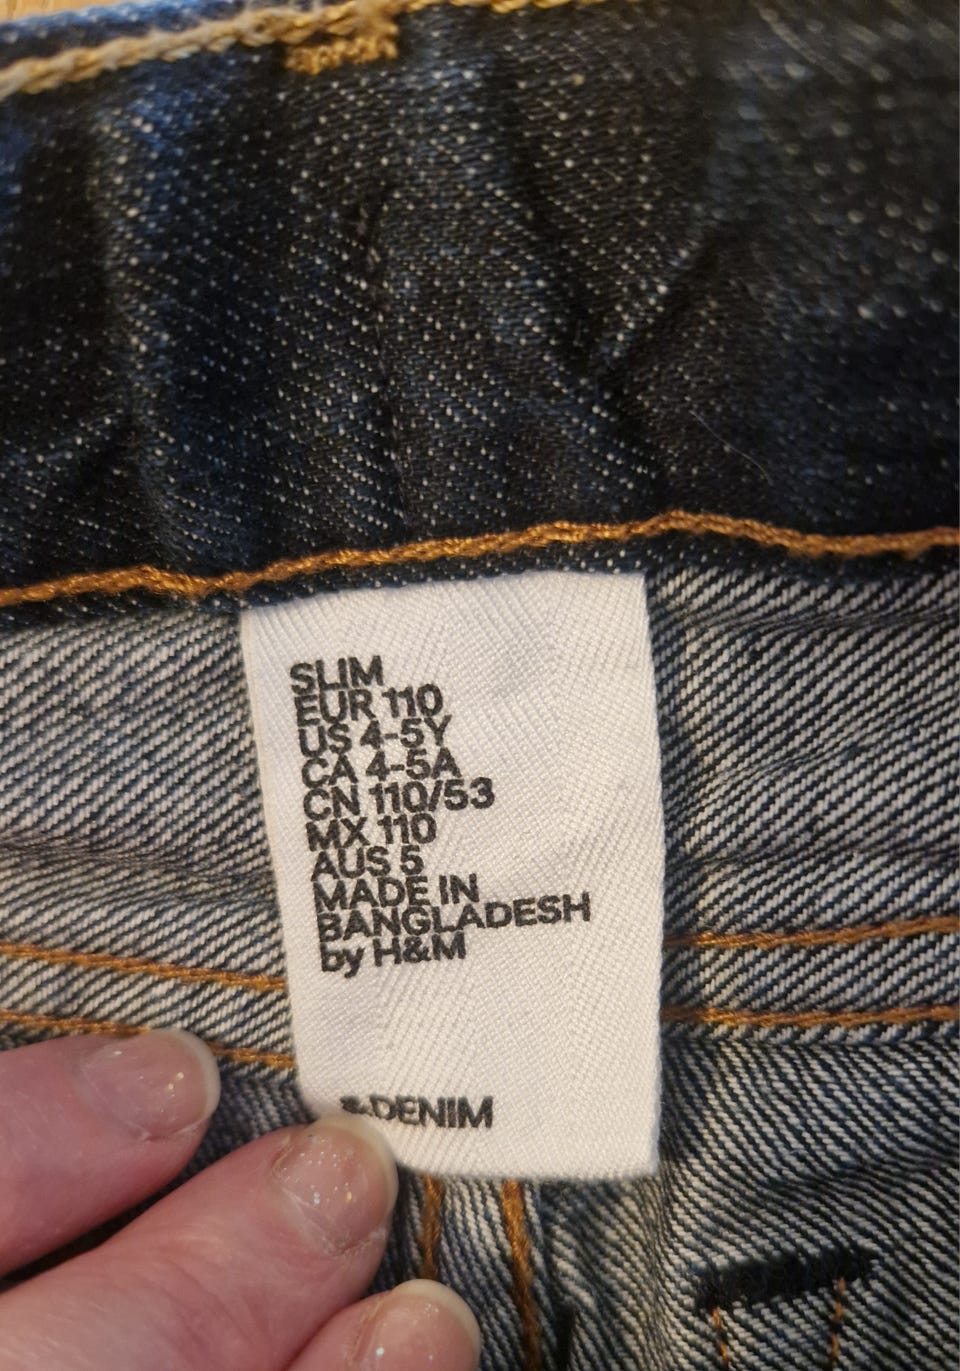 SLIM
EUR 110
US 4-5Y
CA 4-5A
CN 110/53
MX 110
AUS 5
MADE IN
BANGLADESH
by H&M
&DENIM